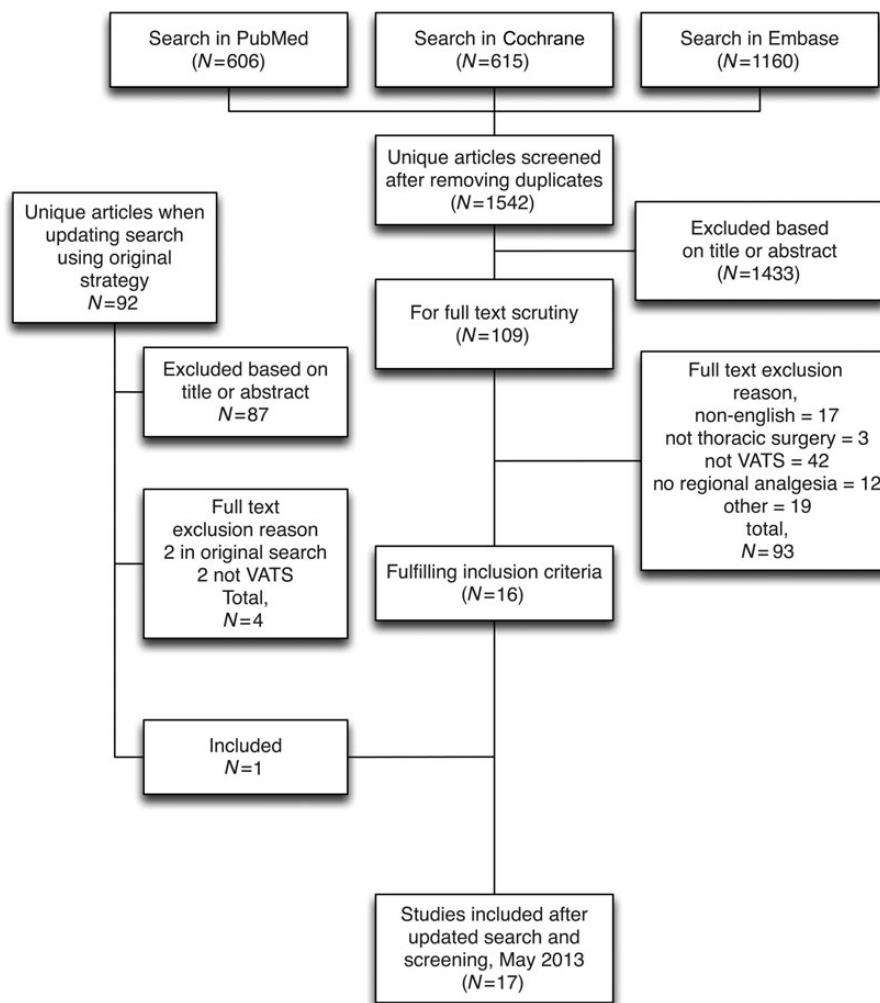 Search in PubMed
(N=606)
Search in Cochrane
(N=615)
Search in Embase
(N=1160)
Unique articles screened
after removing duplicates
(N=1542)
Unique articles when
updating search
using original
strategy
N=92
Excluded based
on title or abstract
(N=1433)
For full text scrutiny
(N=109)
Excluded based on
title or abstract
N=87
Full text exclusion
reason,
non-english = 17
not thoracic surgery = 3
not VATS = 42
no regional analgesia = 12
other = 19
total,
N=93
Full text
exclusion reason
2 in original search
2 not VATS
Total,
N=4
Fulfilling inclusion criteria
(N=16)
Included
N=1
Studies included after
updated search and
screening, May 2013
(N=17)